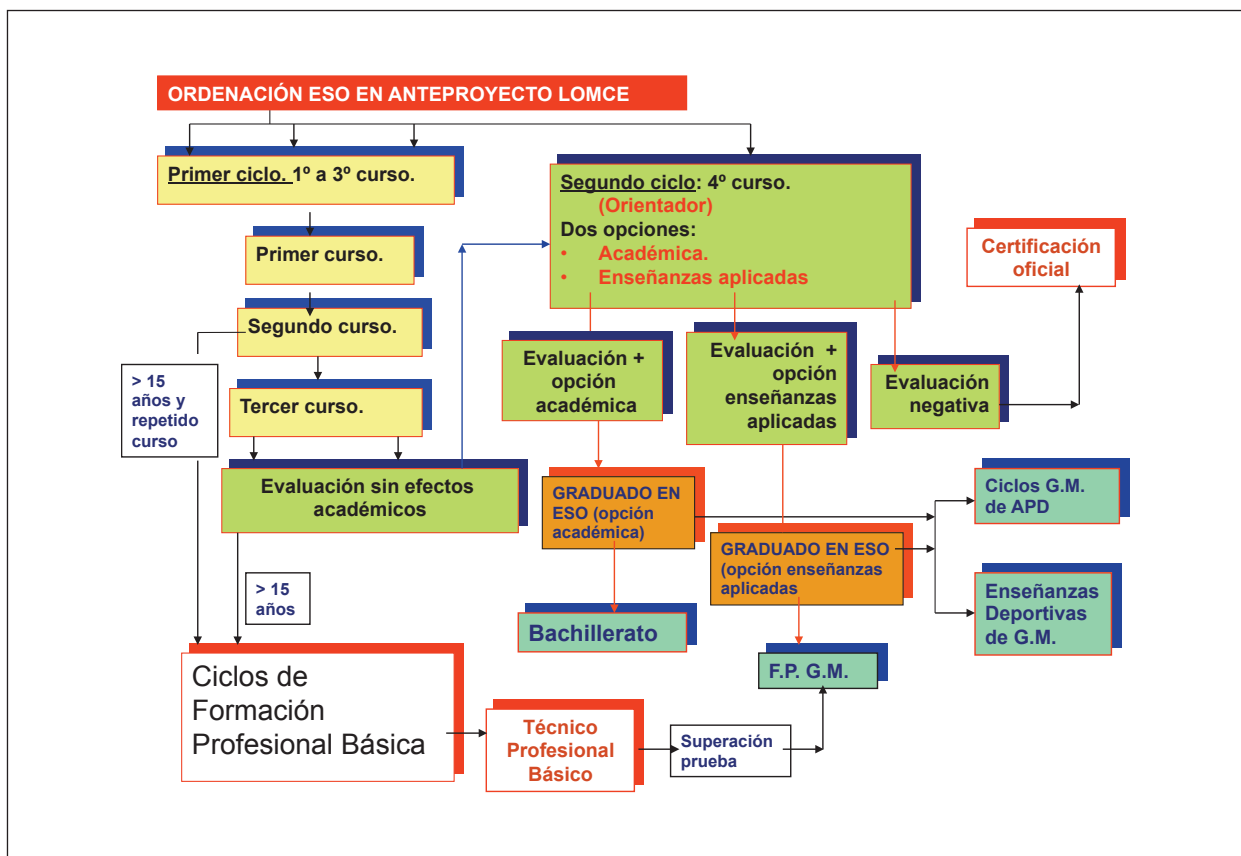 ORDENACIÓN ESO EN ANTEPROYECTO LOMCE
Primer ciclo. 1º a 3º curso.
Primer curso.
Segundo curso.
> 15
años y
repetido
curso
Tercer curso.
Evaluación sin efectos
académicos
> 15
años
Segundo ciclo: 4º curso.
(Orientador)
Dos opciones:
• Académica.
• Enseñanzas aplicadas
Certificación
oficial
Evaluación +
opción
académica
Evaluación +
opción
enseñanzas
aplicadas
Evaluación
negativa
GRADUADO EN
ESO (opción
académica)
GRADUADO EN ESO
(opción enseñanzas
aplicadas
Ciclos G.M.
de APD
Enseñanzas
Deportivas
de G.M.
Bachillerato
F.P. G.M.
Ciclos de
Formación
Profesional Básica
Técnico
Profesional
Básico
Superación
prueba